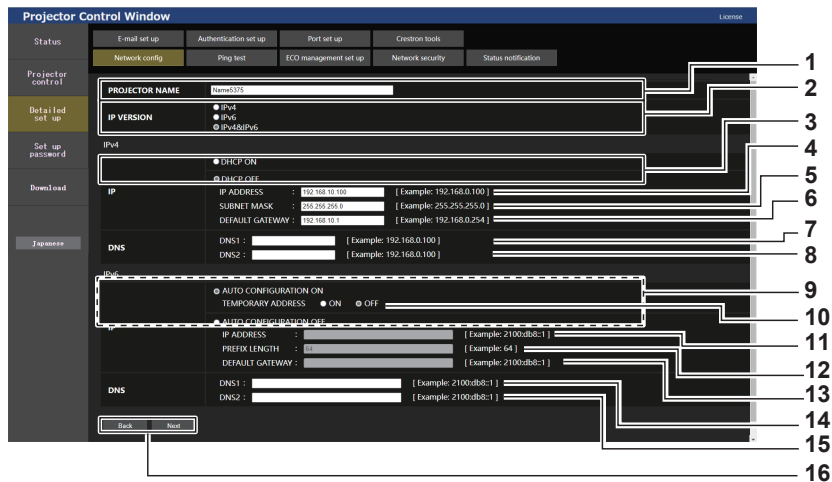 Projector Control Window
License
Status
E-mail set up
Authentication set up
Port set up
Crestron tools
Network config
Ping test
ECO management set up
Network security
Status notification
Projector
control
Detailed
set up
Set up
password
Download
Japanese
PROJECTOR NAME
Name5375
1
IP VERSION
IPv4
IPv6
IPv4&IPv6
2
IPv4
DHCP ON
3
DHCP OFF
IP
IP ADDRESS : 192.168.10.100 [ Example: 192.168.0.100 ]
4
SUBNET MASK : 255.255.255.0 [ Example: 255.255.255.0 ]
5
DEFAULT GATEWAY : 192.168.10.1 [ Example: 192.168.0.254 ]
6
DNS
DNS1 : [ Example: 192.168.0.100 ]
7
DNS2 : [ Example: 192.168.0.100 ]
8
IPv6
AUTO CONFIGURATION ON
9
TEMPORARY ADDRESS ON OFF
10
AUTO CONFIGURATION OFF
IP
IP ADDRESS : [ Example: 2100:db8::1 ]
11
PREFIX LENGTH : 64 [ Example: 64 ]
12
DEFAULT GATEWAY : [ Example: 2100:db8::1 ]
13
DNS
DNS1 : [ Example: 2100:db8::1 ]
14
DNS2 : [ Example: 2100:db8::1 ]
15
Back
Next
16